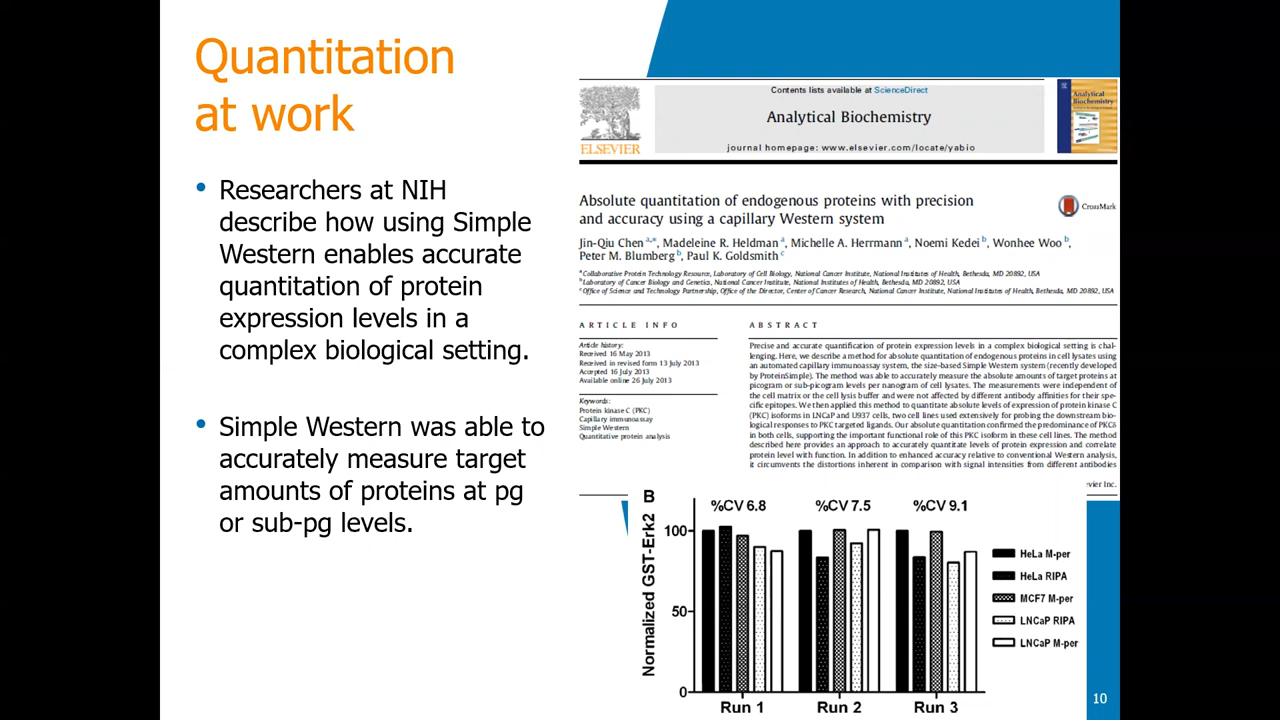 Quantitation
at work
• Researchers at NIH
describe how using Simple
Western enables accurate
quantitation of protein
expression levels in a
complex biological setting.
• Simple Western was able to
accurately measure target
amounts of proteins at pg
or sub-pg levels.
Contents lists available at ScienceDirect
Analytical Biochemistry
journal homepage: www.elsevier.com/locate/yabio
ELSEVIER
Analytical
Biochemistry
Absolute quantitation of endogenous proteins with precision
and accuracy using a capillary Western system
CrossMark
Jin-Qiu Chen a,*, Madeleine R. Heldman a, Michelle A. Herrmann a, Noemi Kedei b, Wonhee Woo b,
Peter M. Blumberg b, Paul K. Goldsmith c
a Collaborative Protein Technology Resource, Laboratory of Cell Biology, National Cancer Institute, National Institutes of Health, Bethesda, MD 20892, USA
b Laboratory of Cancer Biology and Genetics, National Cancer Institute, National Institutes of Health, Bethesda, MD 20892, USA
c Office of Science and Technology Partnership, Office of the Director, Center of Cancer Research, National Cancer Institute, National Institutes of Health, Bethesda, MD 20892, USA
ARTICLE INFO
Article history:
Received 16 May 2013
Received in revised form 13 July 2013
Accepted 16 July 2013
Available online 26 July 2013
Keywords:
Protein kinase C (PKC)
Capillary immunoassay
Simple Western
Quantitative protein analysis
ABSTRACT
Precise and accurate quantification of protein expression levels in a complex biological setting is chal-
lenging. Here, we describe a method for absolute quantitation of endogenous proteins in cell lysates using
an automated capillary immunoassay system, the size-based Simple Western system (recently developed
by ProteinSimple). The method was able to accurately measure the absolute amounts of target proteins at
picogram or sub-picogram levels per nanogram of cell lysates. The measurements were independent of
the cell matrix or the cell lysis buffer and were not affected by different antibody affinities for their spe-
cific epitopes. We then applied this method to quantitate absolute levels of expression of protein kinase C
(PKC) isoforms in LNCaP and U937 cells, two cell lines used extensively for probing the downstream bio-
logical responses to PKC targeted ligands. Our absolute quantitation confirmed the predominance of PKCδ
in both cells, supporting the important functional role of this PKC isoform in these cell lines. The method
described here provides an approach to accurately quantitate levels of protein expression and correlate
protein level with function. In addition to enhanced accuracy relative to conventional Western analysis,
it circumvents the distortions inherent in comparison with signal intensities from different antibodies
vier Inc.
B
%CV 6.8 %CV 7.5 %CV 9.1
Normalized GST-Erk2
100
50
0
Run 1 Run 2 Run 3
HeLa M-per
HeLa RIPA
MCF7 M-per
LNCaP RIPA
LNCaP M-per
10